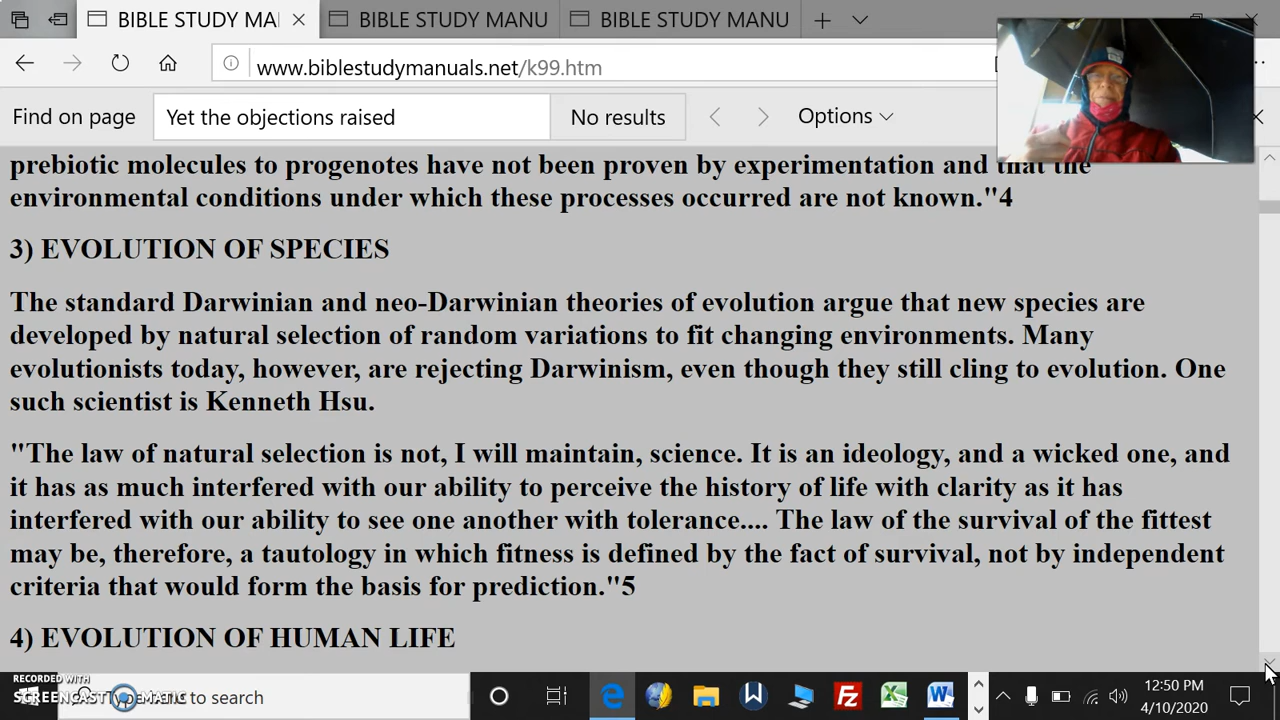 BIBLE STUDY MA
BIBLE STUDY MANU
BIBLE STUDY MANU
www.biblestudymanuals.net/k99.htm
Find on page
Yet the objections raised
No results
Options
prebiotic molecules to progenotes have not been proven by experimentation and that the
environmental conditions under which these processes occurred are not known."4
3) EVOLUTION OF SPECIES
The standard Darwinian and neo-Darwinian theories of evolution argue that new species are
developed by natural selection of random variations to fit changing environments. Many
evolutionists today, however, are rejecting Darwinism, even though they still cling to evolution. One
such scientist is Kenneth Hsu.
"The law of natural selection is not, I will maintain, science. It is an ideology, and a wicked one, and
it has as much interfered with our ability to perceive the history of life with clarity as it has
interfered with our ability to see one another with tolerance.... The law of the survival of the fittest
may be, therefore, a tautology in which fitness is defined by the fact of survival, not by independent
criteria that would form the basis for prediction."5
4) EVOLUTION OF HUMAN LIFE
RECORDED WITH
SCREENCAST MATIC
to search
12:50 PM
4/10/2020